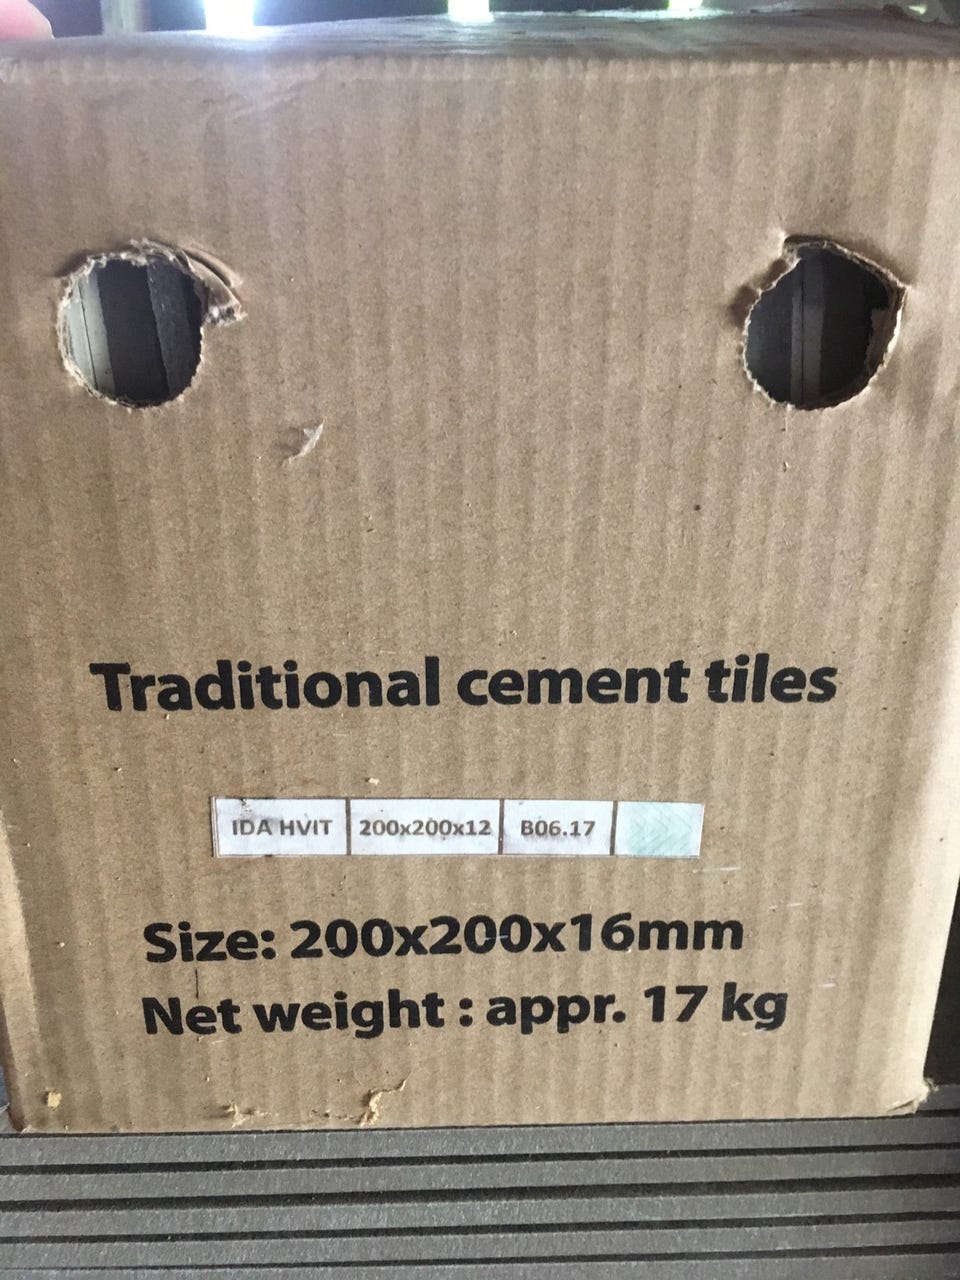 Traditional cement tiles
IDA HVIT 200x200x12 B06.17
Size: 200x200x16mm
Net weight : appr. 17 kg